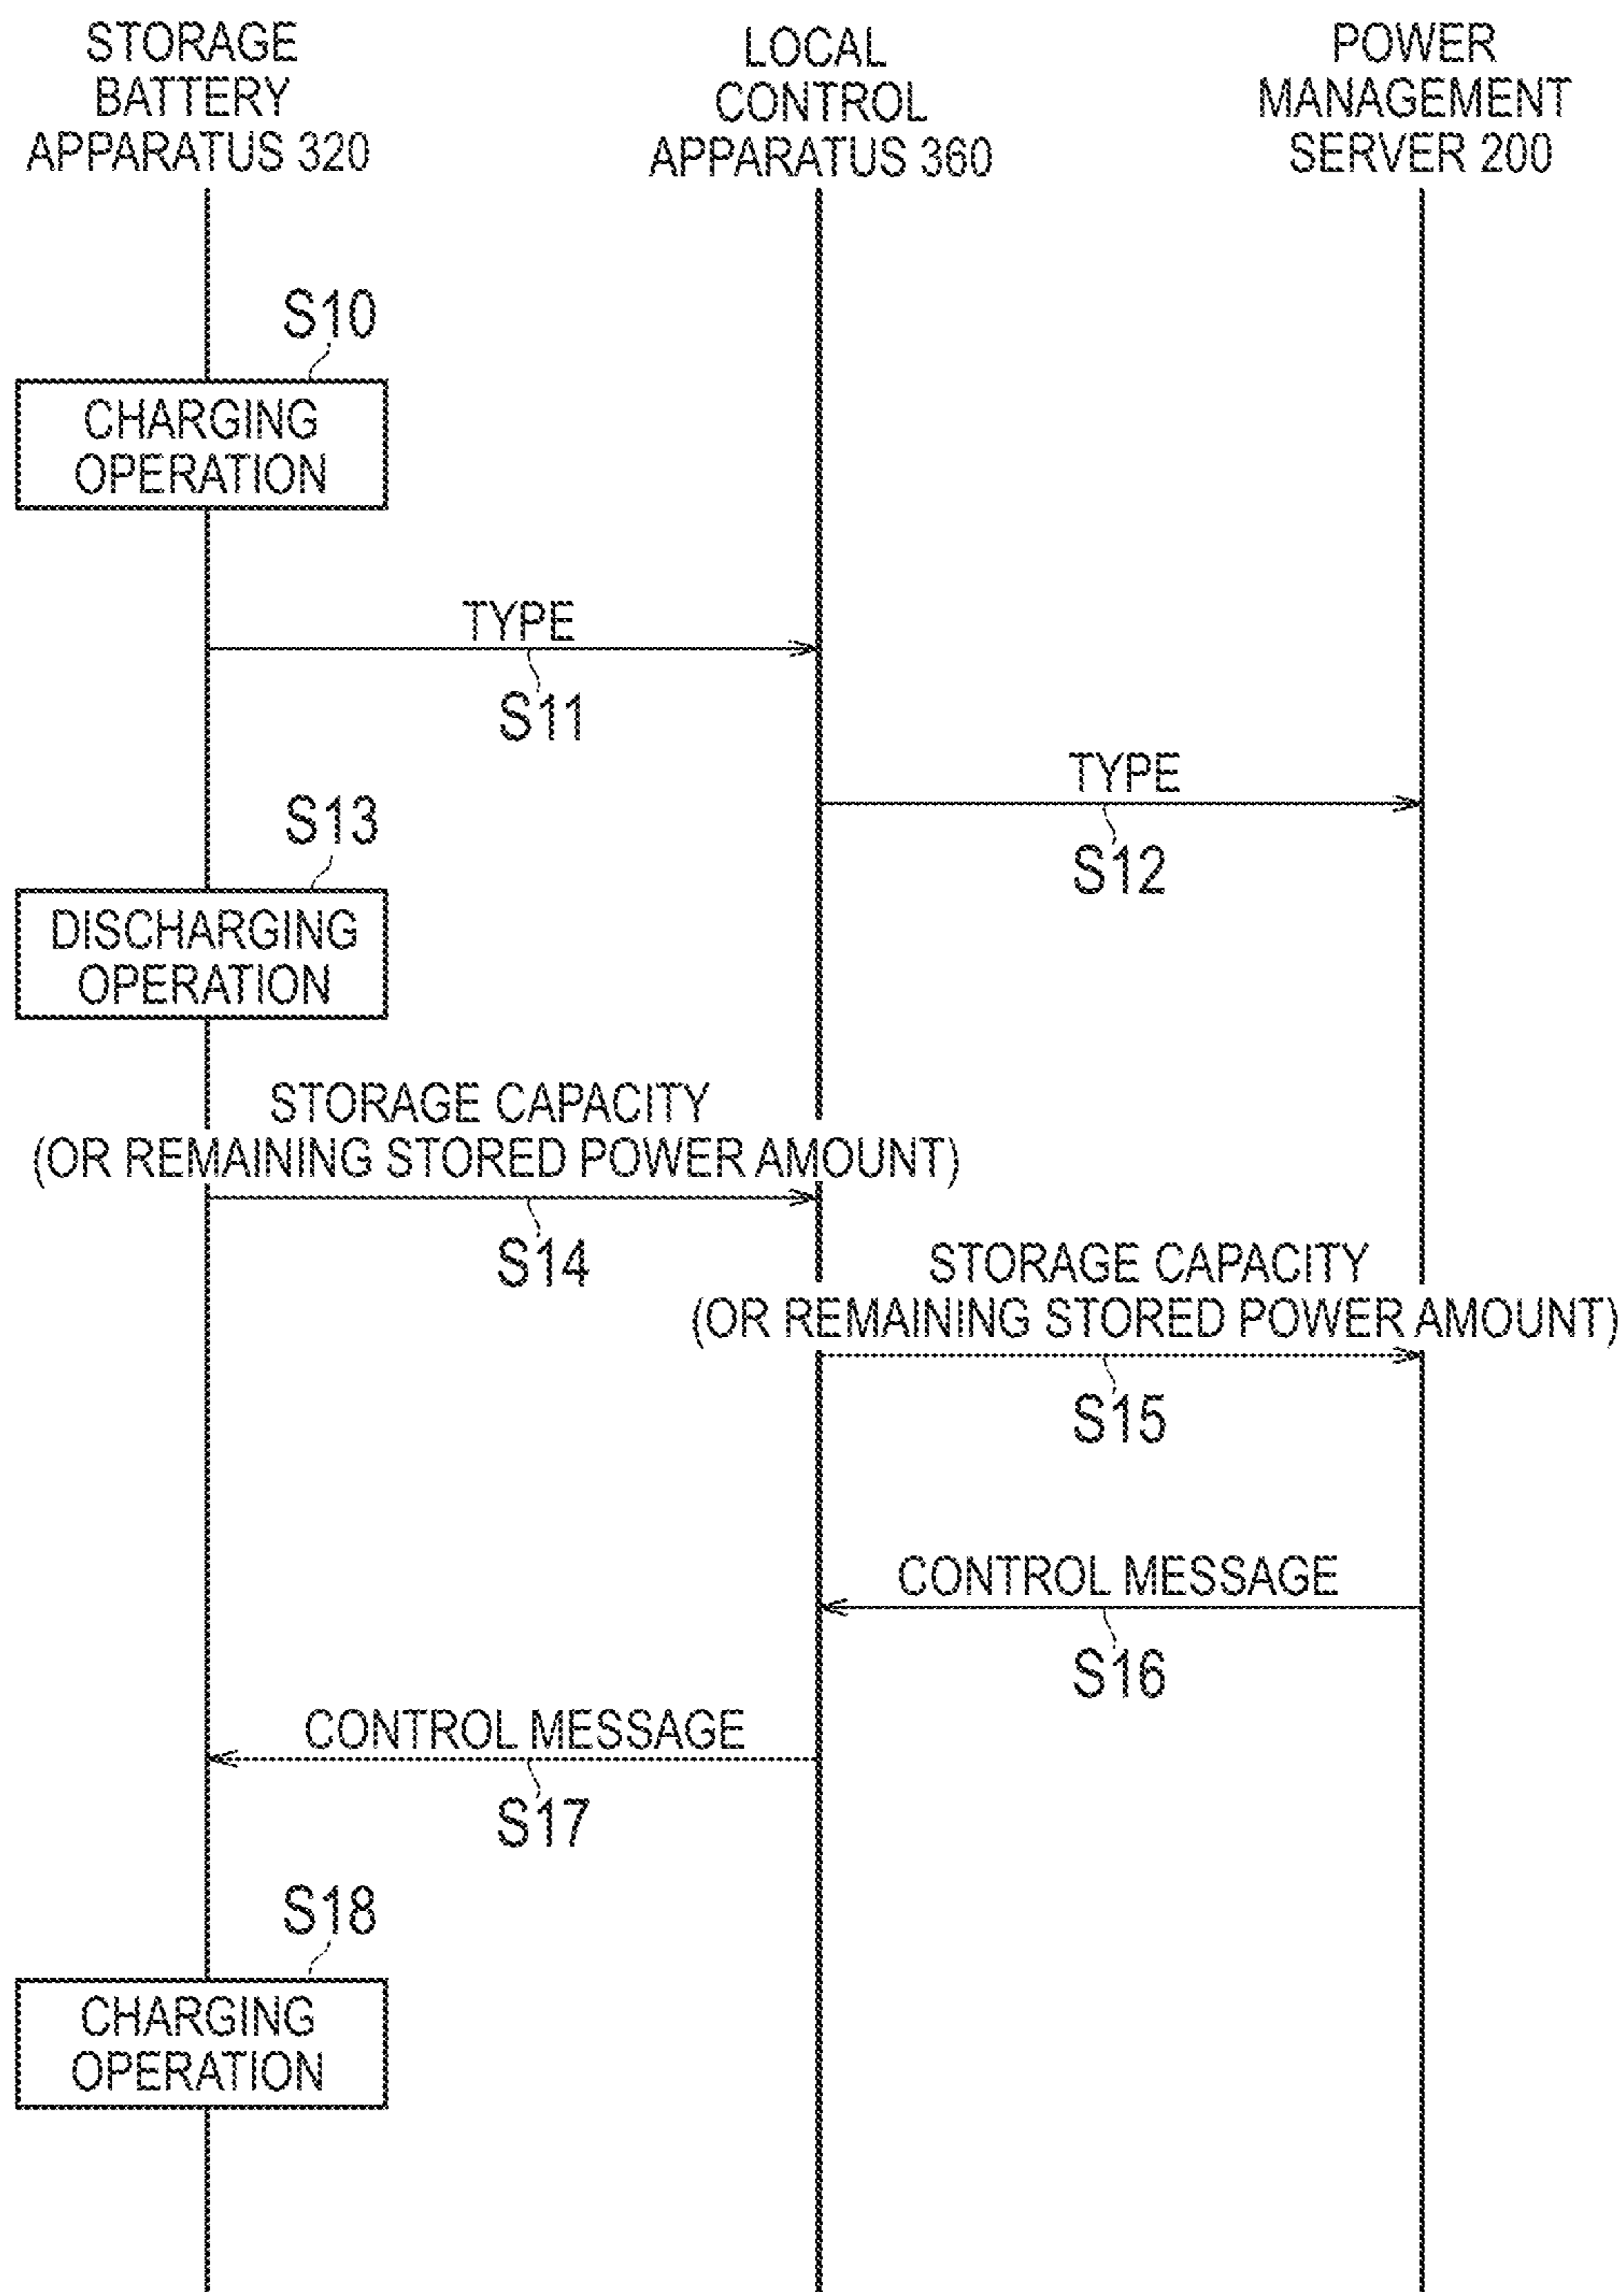 STORAGE
BATTERY
APPARATUS 320
LOCAL
CONTROL
APPARATUS 360
POWER
MANAGEMENT
SERVER 200
S10
CHARGING
OPERATION
TYPE
S11
TYPE
S12
S13
DISCHARGING
OPERATION
STORAGE CAPACITY
(OR REMAINING STORED POWER AMOUNT)
S14
STORAGE CAPACITY
(OR REMAINING STORED POWER AMOUNT)
S15
CONTROL MESSAGE
S16
CONTROL MESSAGE
S17
S18
CHARGING
OPERATION